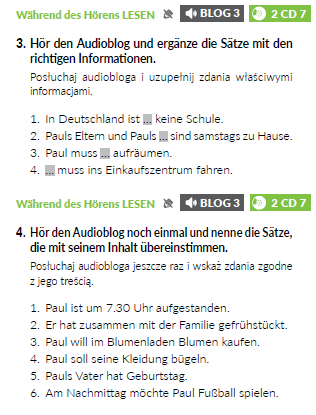 Während des Hörens LESEN BLOG 3 2 CD 7
3. Hör den Audioblog und ergänze die Sätze mit den
richtigen Informationen.
Posłuchaj audiobloga i uzupełnij zdania właściwymi
informacjami.
1. In Deutschland ist ... keine Schule.
2. Pauls Eltern und Pauls ... sind samstags zu Hause.
3. Paul muss ... aufräumen.
4. ... muss ins Einkaufszentrum fahren.
Während des Hörens LESEN BLOG 3 2 CD 7
4. Hör den Audioblog noch einmal und nenne die Sätze,
die mit seinem Inhalt übereinstimmen.
Posłuchaj audiobloga jeszcze raz i wskaż zdania zgodne
z jego treścią.
1. Paul ist um 7.30 Uhr aufgestanden.
2. Er hat zusammen mit der Familie gefrühstückt.
3. Paul will im Blumenladen Blumen kaufen.
4. Paul soll seine Kleidung bügeln.
5. Pauls Vater hat Geburtstag.
6. Am Nachmittag möchte Paul Fußball spielen.